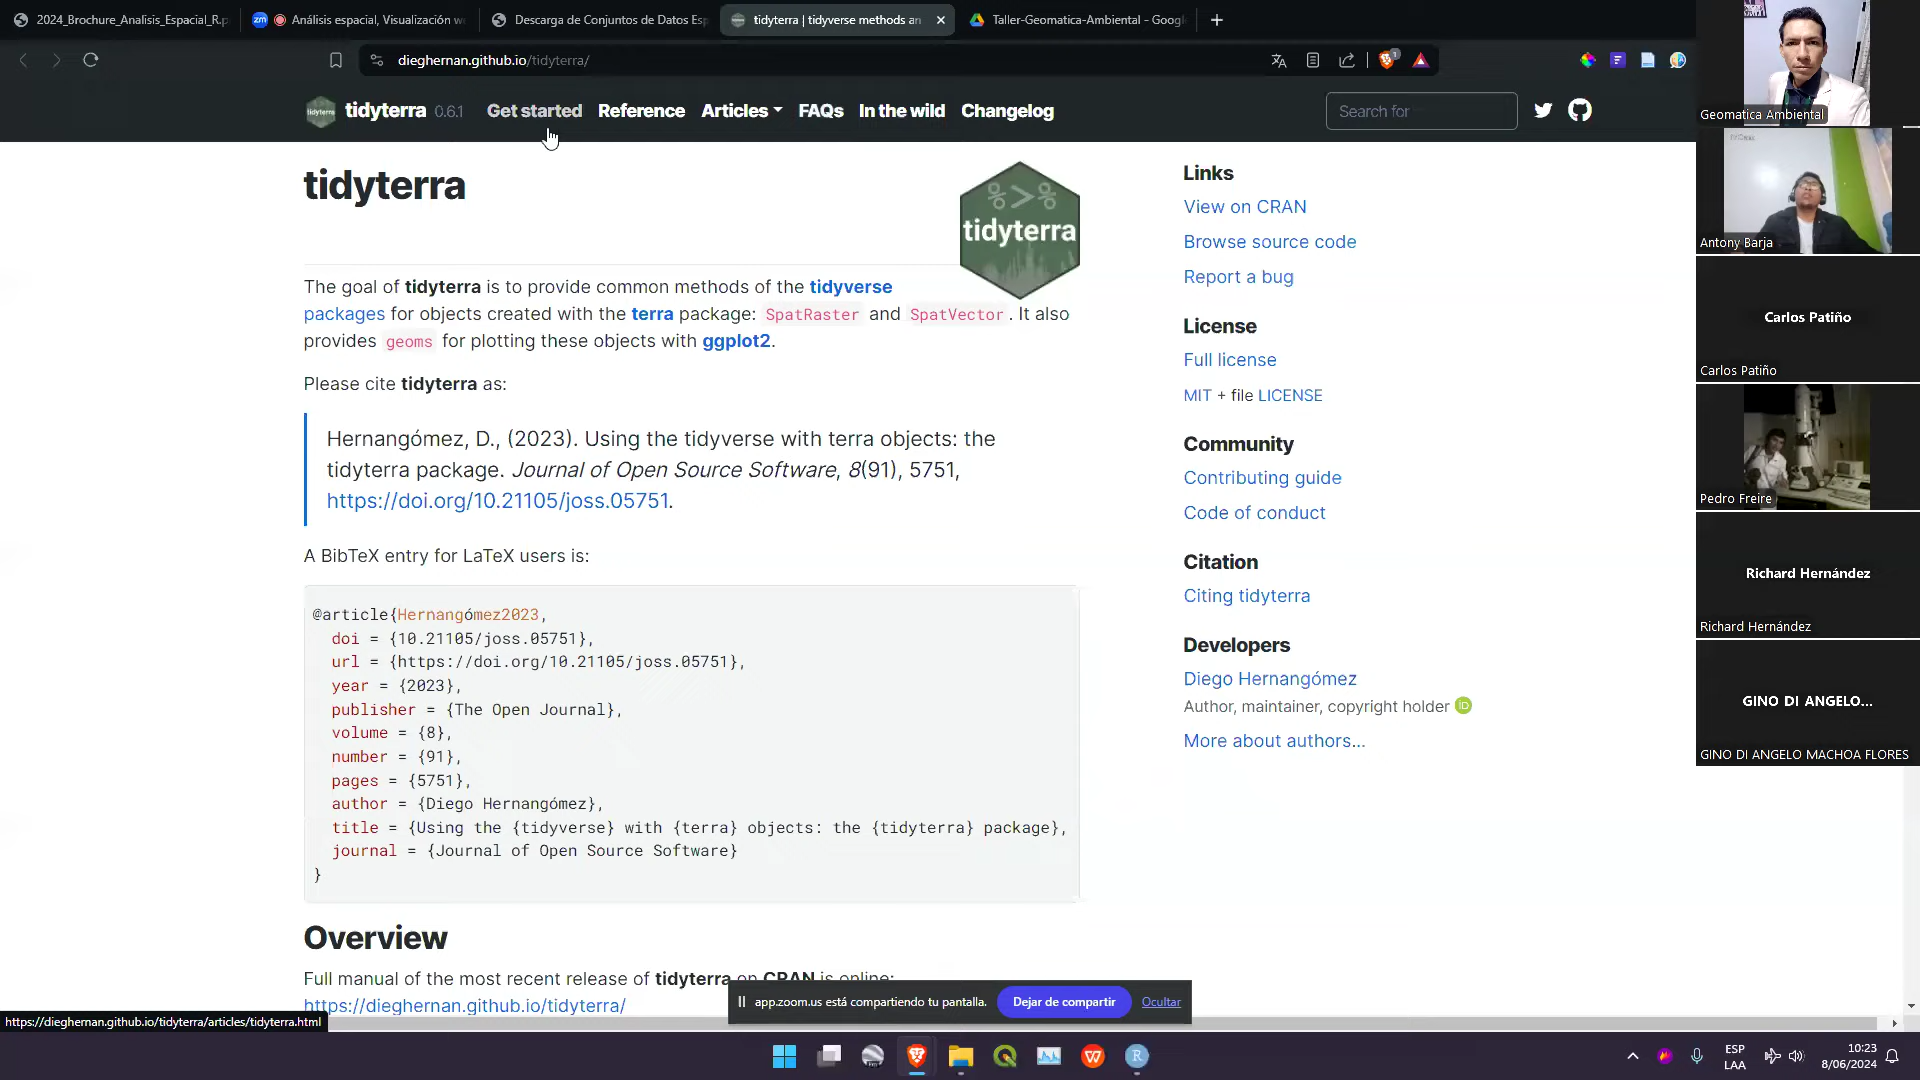 2024_Brochure_Analisis_Espacial_R.p
zm
Análisis espacial, Visualización w
Descarga de Conjuntos de Datos Esp
tidyterra | tidyverse methods an
Taller-Geomatica-Ambiental - Googl
dieghernan.github.io/tidyterra/
1
tidyterra 0.6.1 Get started Reference Articles FAQs In the wild Changelog
Search for
tidyterra
%>%
tidyterra
The goal of tidyterra is to provide common methods of the tidyverse
packages for objects created with the terra package: SpatRaster and SpatVector. It also
provides geoms for plotting these objects with ggplot2.
Please cite tidyterra as:
Hernangómez, D., (2023). Using the tidyverse with terra objects: the
tidyterra package. Journal of Open Source Software, 8(91), 5751,
https://doi.org/10.21105/joss.05751.
A BibTeX entry for LaTeX users is:
@article{Hernangómez2023,
doi = {10.21105/joss.05751},
url = {https://doi.org/10.21105/joss.05751},
year = {2023},
publisher = {The Open Journal},
volume = {8},
number = {91},
pages = {5751},
author = {Diego Hernangómez},
title = {Using the {tidyverse} with {terra} objects: the {tidyterra} package},
journal = {Journal of Open Source Software}
}
Overview
Full manual of the most recent release of tidyterra on CRAN is online:
https://dieghernan.github.io/tidyterra/
Links
View on CRAN
Browse source code
Report a bug
License
Full license
MIT + file LICENSE
Community
Contributing guide
Code of conduct
Citation
Citing tidyterra
Developers
Diego Hernangómez
Author, maintainer, copyright holder iD
More about authors...
Geomatica Ambiental
Antony Barja
Carlos Patiño
Carlos Patiño
Pedro Freire
Richard Hernández
Richard Hernández
GINO DI ANGELO...
GINO DI ANGELO MACHOA FLORES
app.zoom.us está compartiendo tu pantalla.
Dejar de compartir
Ocultar
https://dieghernan.github.io/tidyterra/articles/tidyterra.html
ESP
LAA
10:23
8/06/2024